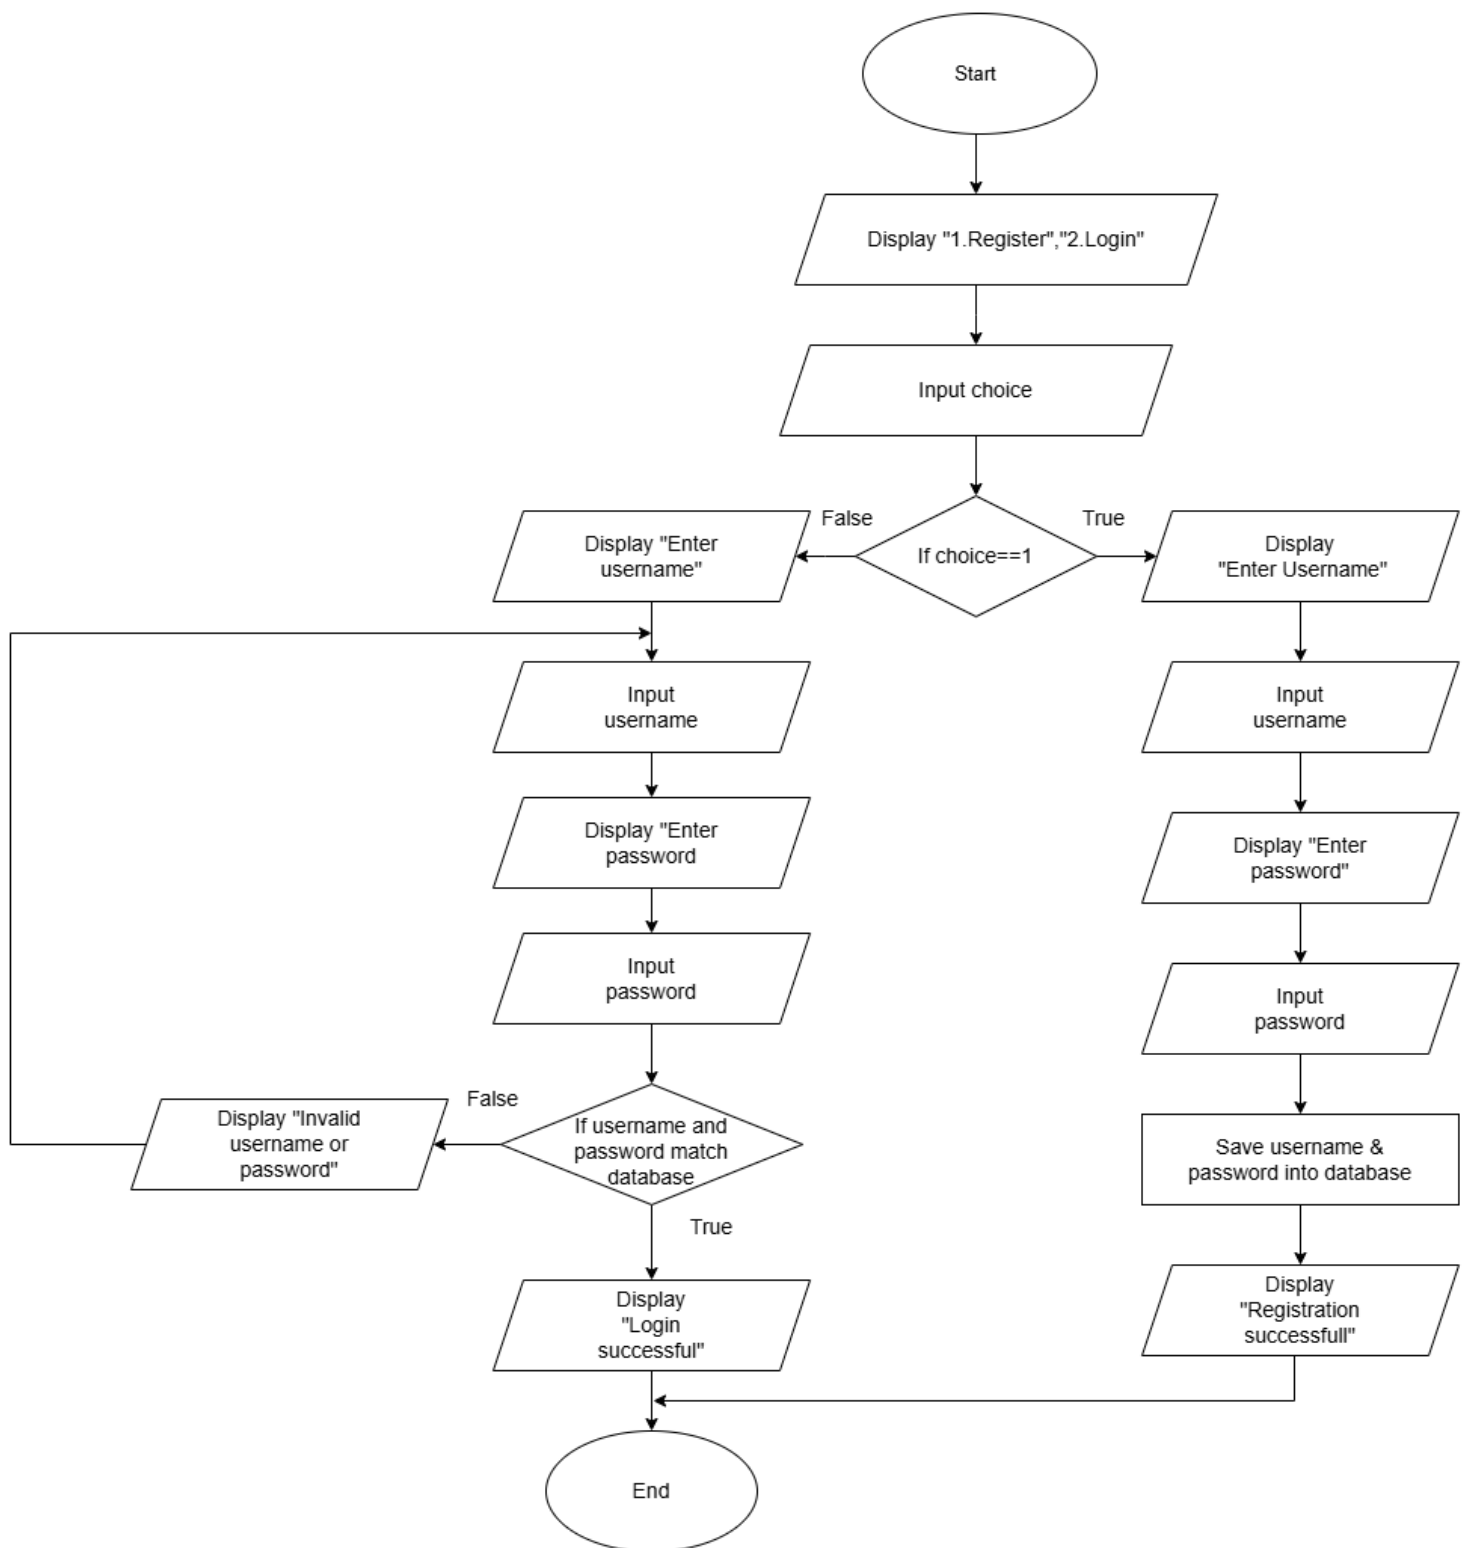 Start
Display "1.Register","2.Login"
Input choice
If choice==1
False
True
Display "Enter
username"
Input
username
Display "Enter
password
Input
password
If username and
password match
database
False
Display "Invalid
username or
password"
True
Display
"Login
successful"
Display
"Enter Username"
Input
username
Display "Enter
password"
Input
password
Save username &
password into database
Display
"Registration
successfull"
End